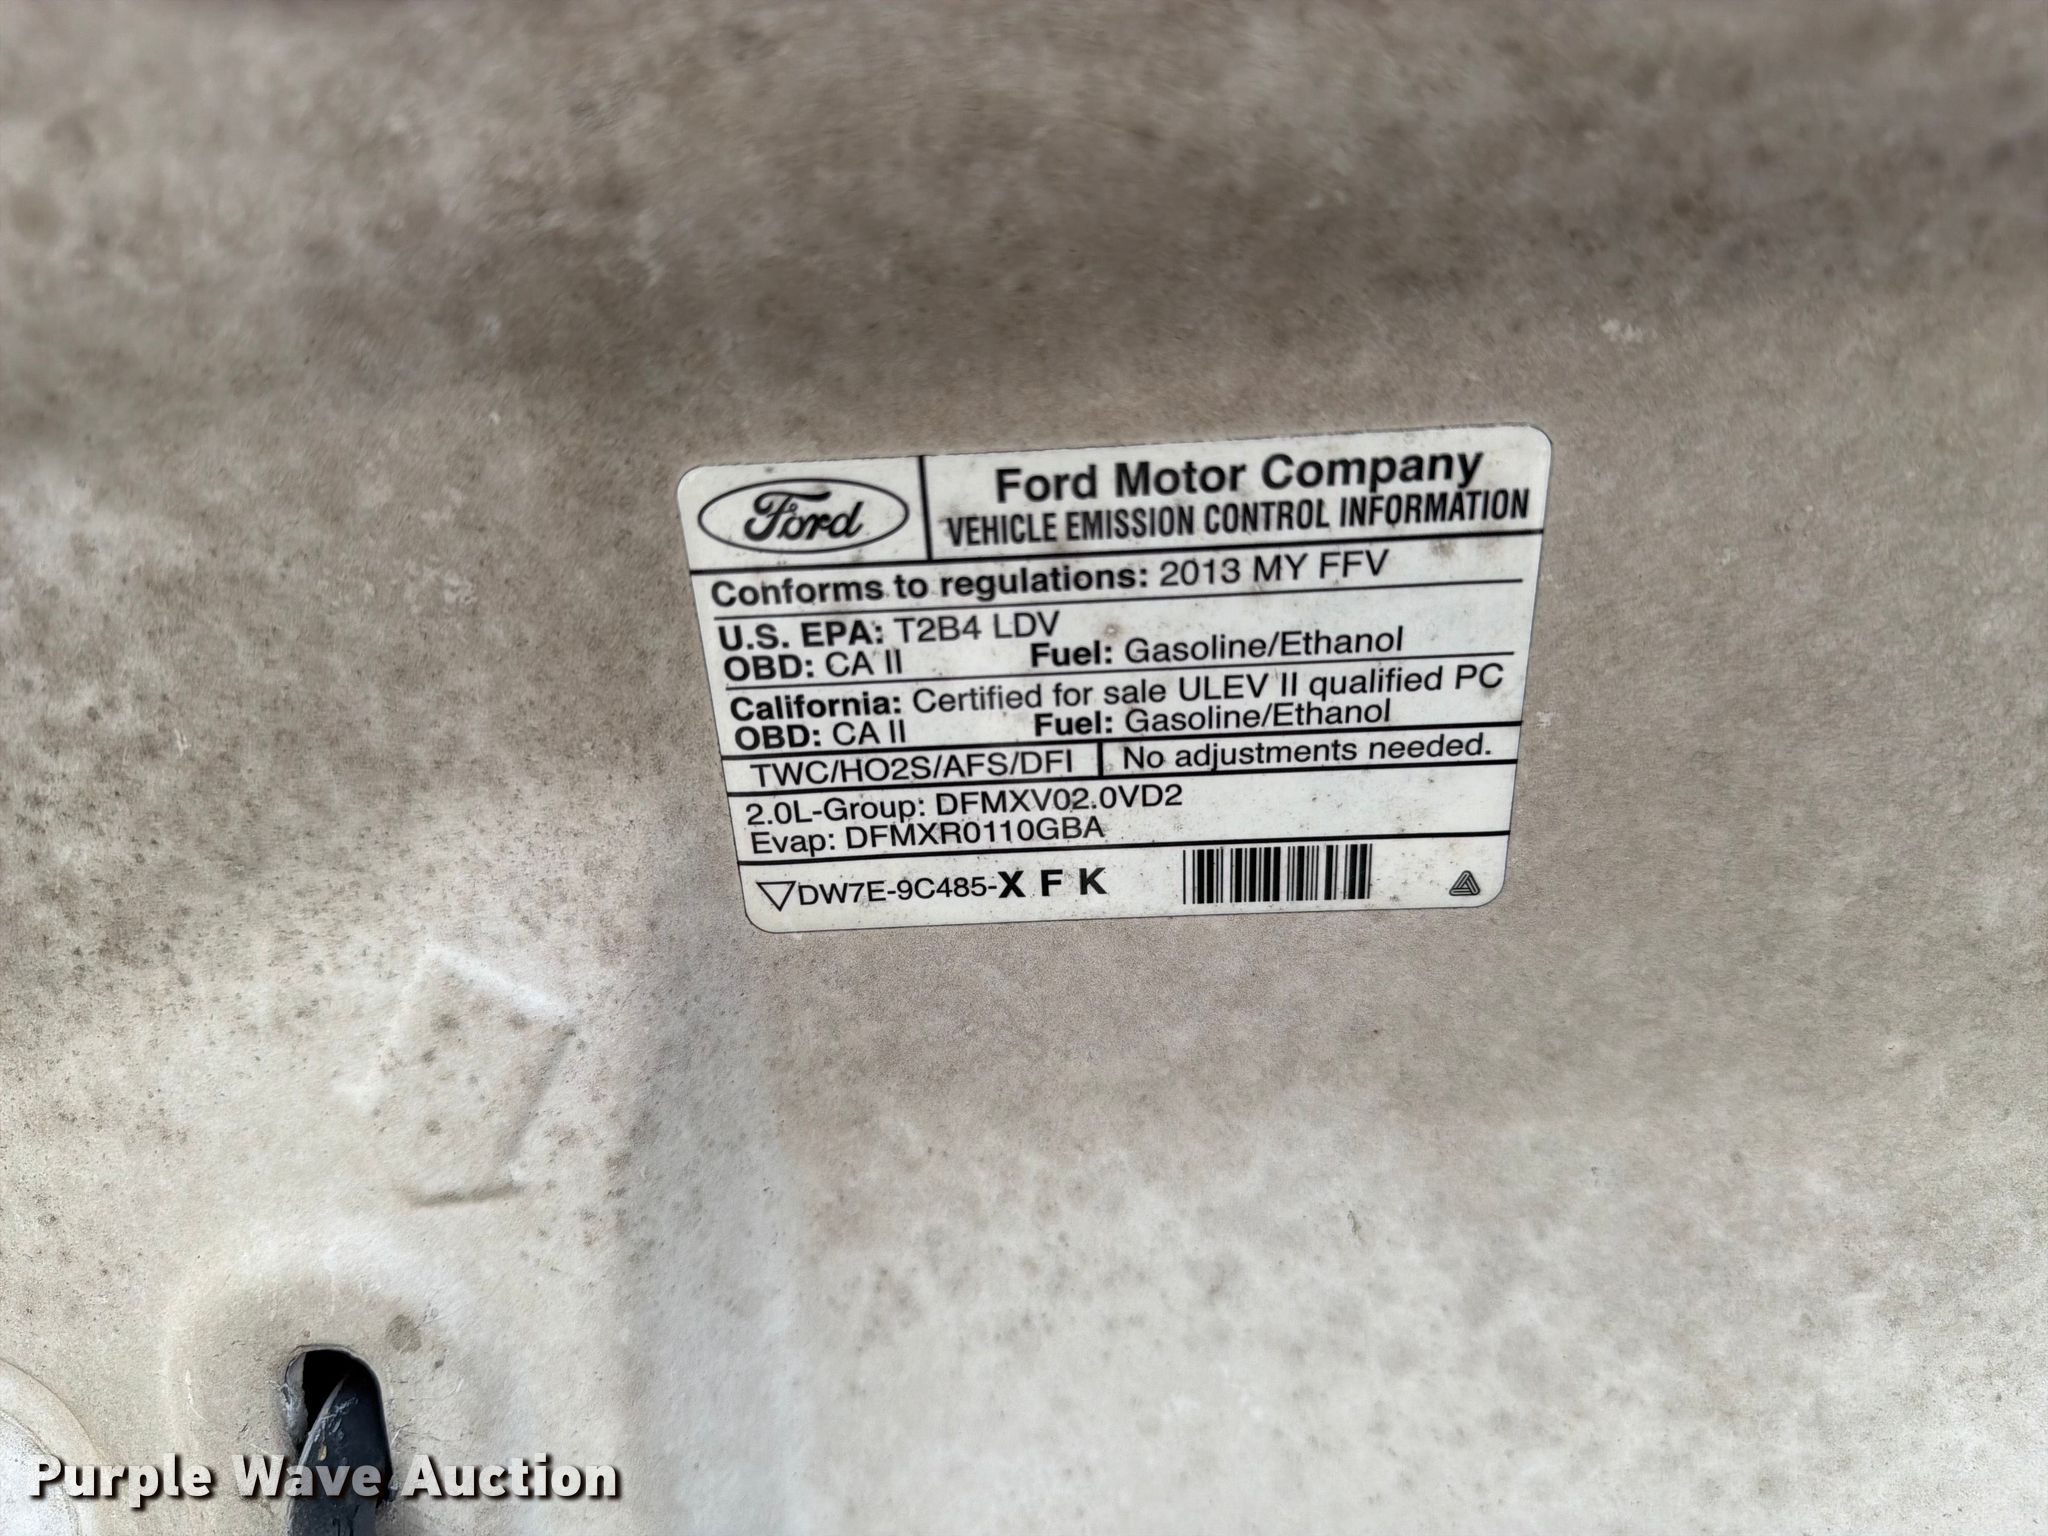 Ford
Ford Motor Company
VEHICLE EMISSION CONTROL INFORMATION
Conforms to regulations: 2013 MY FFV
U.S. EPA: T2B4 LDV
OBD: CA II Fuel: Gasoline/Ethanol
California: Certified for sale ULEV II qualified PC
OBD: CA II Fuel: Gasoline/Ethanol
TWC/HO2S/AFS/DFI No adjustments needed.
2.0L-Group: DFMXV02.0VD2
Evap: DFMXR0110GBA
DW7E-9C485-X F K
Purple Wave Auction